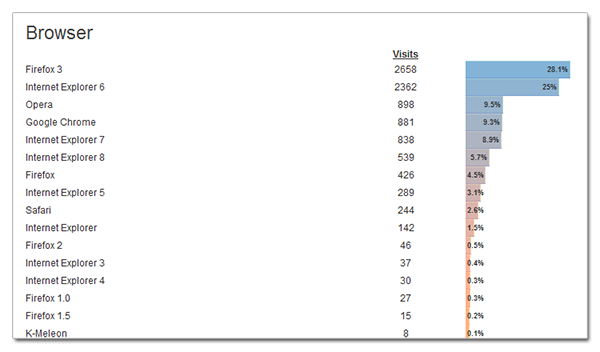 Browser
Visits
Firefox 3 2658 28.1%
Internet Explorer 6 2362 25%
Opera 898 9.5%
Google Chrome 881 9.3%
Internet Explorer 7 838 8.9%
Internet Explorer 8 539 5.7%
Firefox 426 4.5%
Internet Explorer 5 289 3.1%
Safari 244 2.6%
Internet Explorer 142 1.5%
Firefox 2 46 0.5%
Internet Explorer 3 37 0.4%
Internet Explorer 4 30 0.3%
Firefox 1.0 27 0.3%
Firefox 1.5 15 0.2%
K-Meleon 8 0.1%